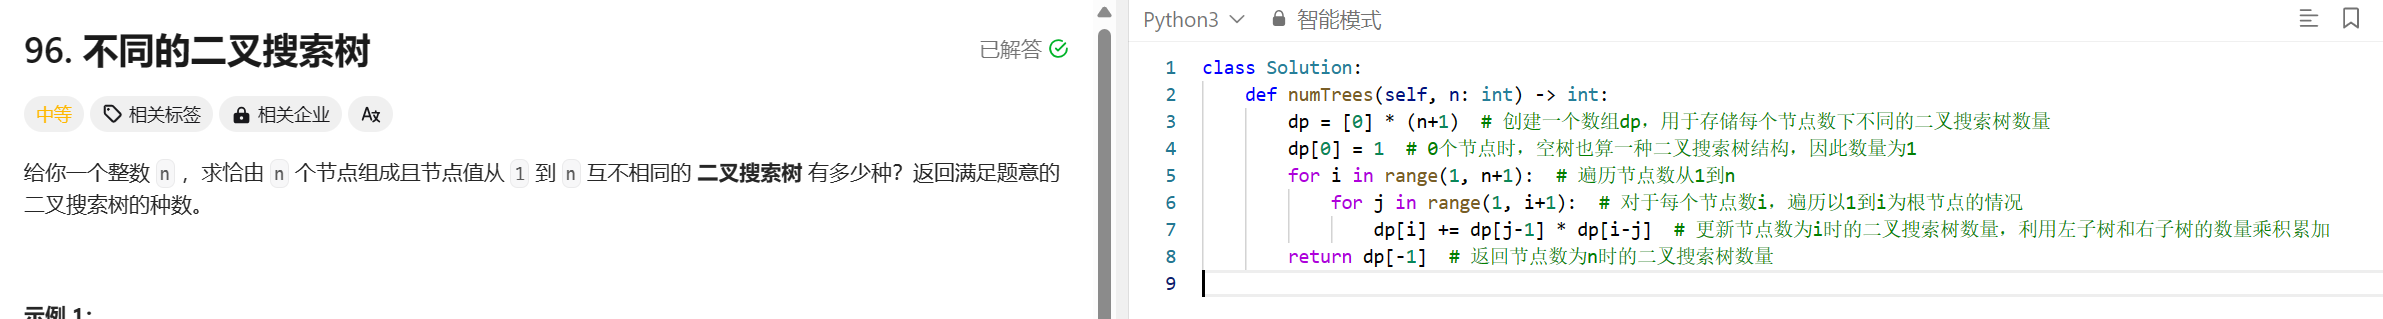 96. 不同的二叉搜索树
已解答
中等
相关标签
相关企业
给你一个整数 n ，求恰由 n 个节点组成且节点值从 1 到 n 互不相同的 二叉搜索树 有多少种？返回满足题意的
二叉搜索树的种数。
示例 1：
Python3
智能模式
1 class Solution:
2     def numTrees(self, n: int) -> int:
3         dp = [0] * (n+1)  # 创建一个数组dp，用于存储每个节点数下不同的二叉搜索树数量
4         dp[0] = 1  # 0个节点时，空树也算一种二叉搜索树结构，因此数量为1
5         for i in range(1, n+1):  # 遍历节点数从1到n
6             for j in range(1, i+1):  # 对于每个节点数i，遍历以1到i为根节点的情况
7                 dp[i] += dp[j-1] * dp[i-j]  # 更新节点数为i时的二叉搜索树数量，利用左子树和右子树的数量乘积累加
8         return dp[-1]  # 返回节点数为n时的二叉搜索树数量
9